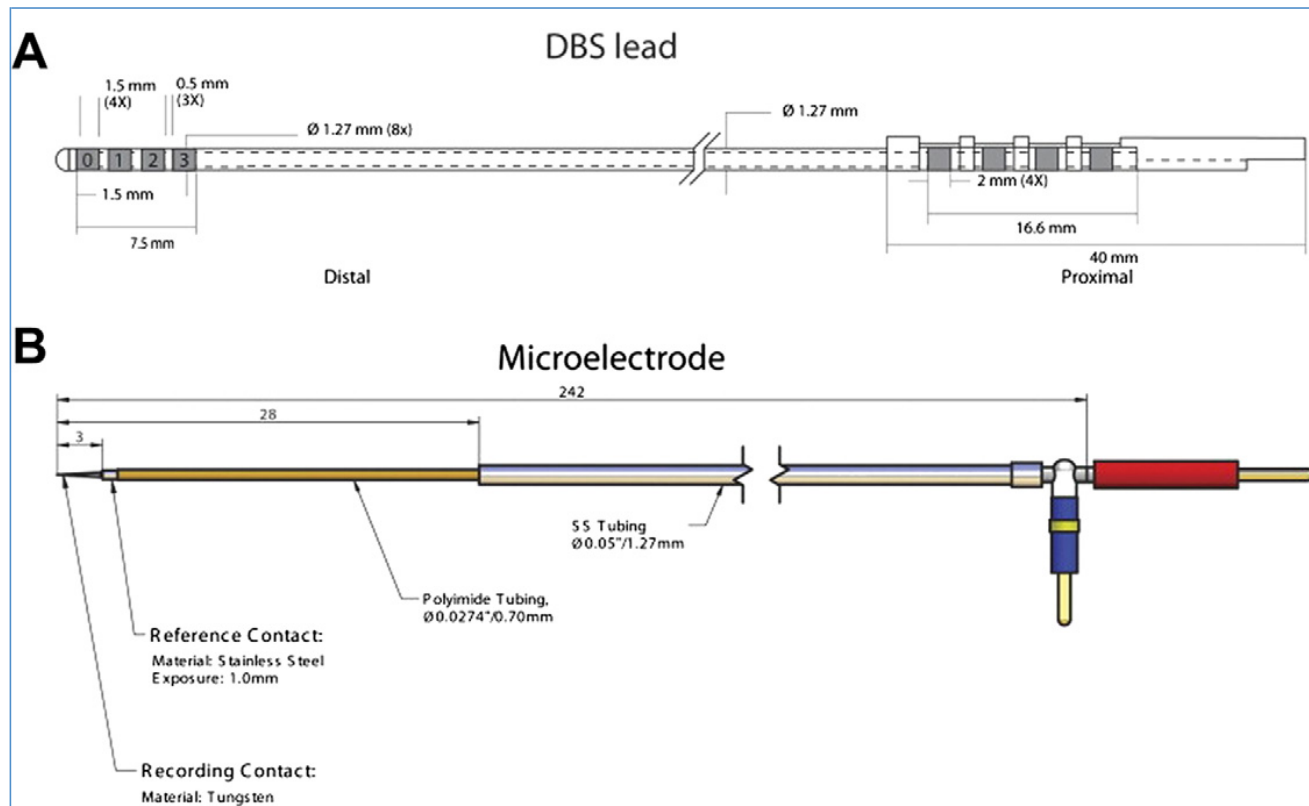 A
DBS lead
1.5 mm
(4X)
0.5 mm
(3X)
Ø 1.27 mm (8x)
Ø 1.27 mm
0 1 2 3
1.5 mm
7.5 mm
2 mm (4X)
16.6 mm
40 mm
Distal
Proximal
B
Microelectrode
242
28
3
SS Tubing
Ø0.05"/1.27mm
Polyimide Tubing,
Ø0.0274"/0.70mm
Reference Contact:
Material: Stainless Steel
Exposure: 1.0mm
Recording Contact:
Material: Tungsten